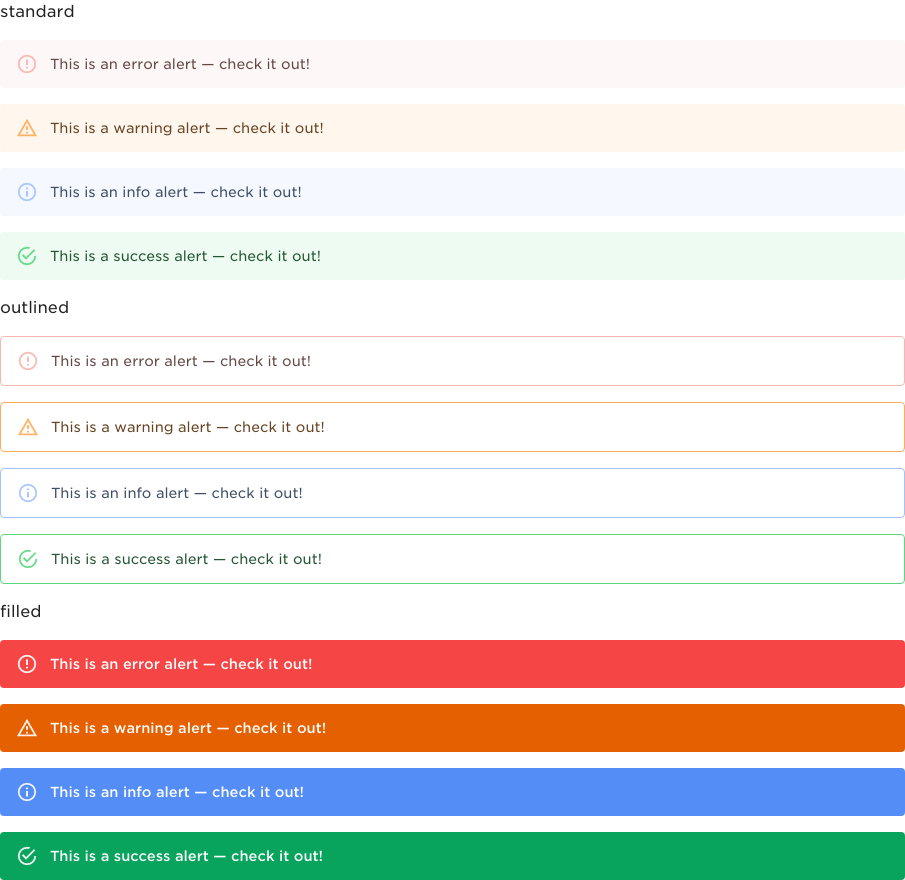 standard
This is an error alert — check it out!
This is a warning alert — check it out!
This is an info alert — check it out!
This is a success alert — check it out!
outlined
This is an error alert — check it out!
This is a warning alert — check it out!
This is an info alert — check it out!
This is a success alert — check it out!
filled
This is an error alert — check it out!
This is a warning alert — check it out!
This is an info alert — check it out!
This is a success alert — check it out!